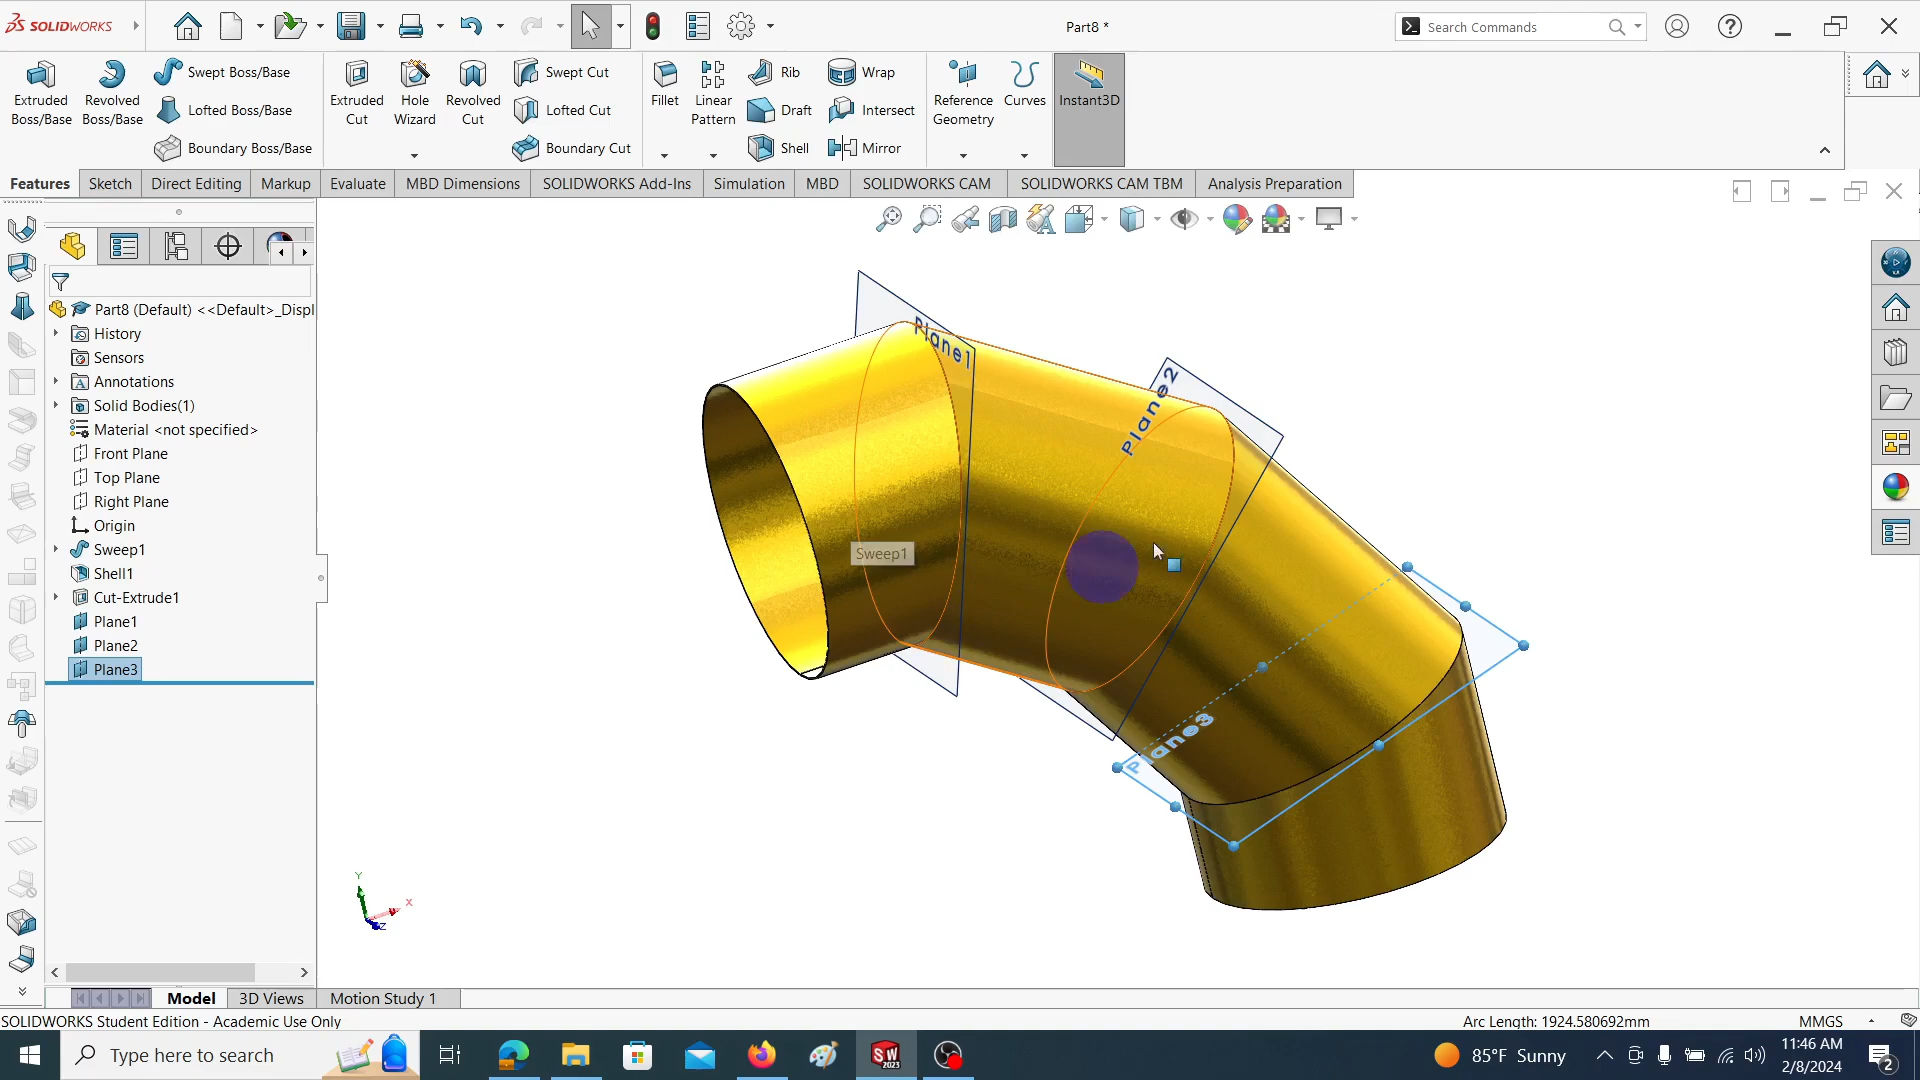 SOLIDWORKS
Part8 *
Search Commands
Extruded Boss/Base
Revolved Boss/Base
Swept Boss/Base
Lofted Boss/Base
Boundary Boss/Base
Extruded Cut
Hole Wizard
Revolved Cut
Swept Cut
Lofted Cut
Boundary Cut
Fillet
Linear Pattern
Rib
Draft
Shell
Wrap
Intersect
Mirror
Reference Geometry
Curves
Instant3D
Features
Sketch
Direct Editing
Markup
Evaluate
MBD Dimensions
SOLIDWORKS Add-Ins
Simulation
MBD
SOLIDWORKS CAM
SOLIDWORKS CAM TBM
Analysis Preparation
Part8 (Default) <<Default>_Displ
History
Sensors
Annotations
Solid Bodies(1)
Material <not specified>
Front Plane
Top Plane
Right Plane
Origin
Sweep1
Shell1
Cut-Extrude1
Plane1
Plane2
Plane3
Plane1
Plane2
Sweep1
Plane3
Y
X
Z
Model
3D Views
Motion Study 1
SOLIDWORKS Student Edition - Academic Use Only
Arc Length: 1924.580692mm
MMGS
Type here to search
SW
2023
85°F Sunny
11:46 AM
2/8/2024
2